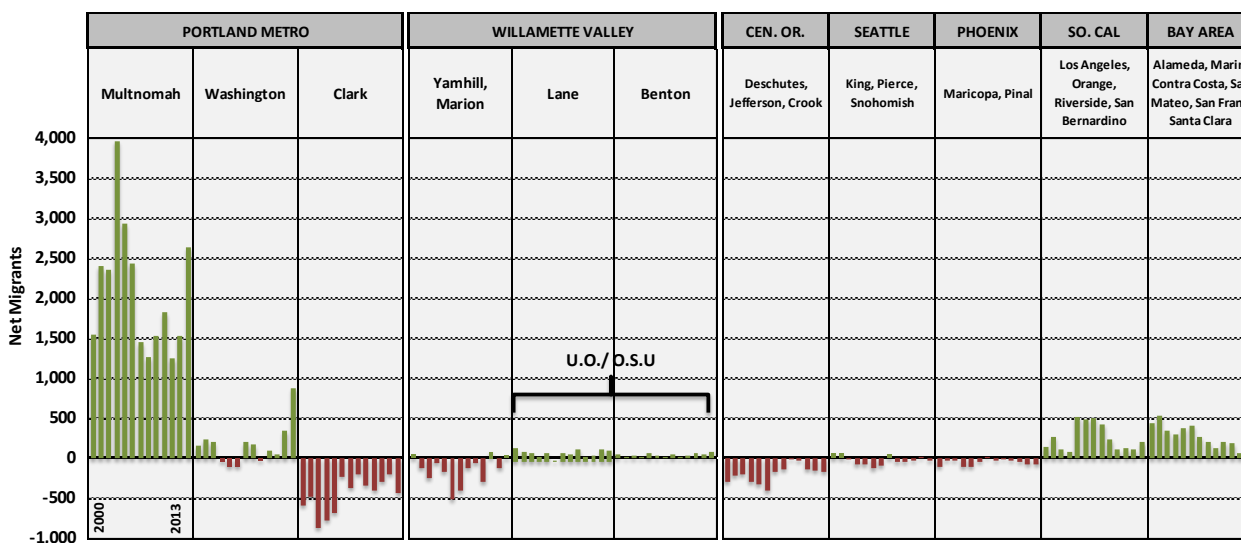 PORTLAND METRO
WILLAMETTE VALLEY
CEN. OR.
SEATTLE
PHOENIX
SO. CAL
BAY AREA
Multnomah
Washington
Clark
Yamhill,
Marion
Lane
Benton
Deschutes,
Jefferson, Crook
King, Pierce,
Snohomish
Maricopa, Pinal
Los Angeles,
Orange,
Riverside, San
Bernardino
Alameda, Marin
Contra Costa, Sa
Mateo, San Fran
Santa Clara
Net Migrants
4,000
3,500
3,000
2,500
2,000
1,500
1,000
500
0
-500
-1,000
2000
2013
U.O./ O.S.U